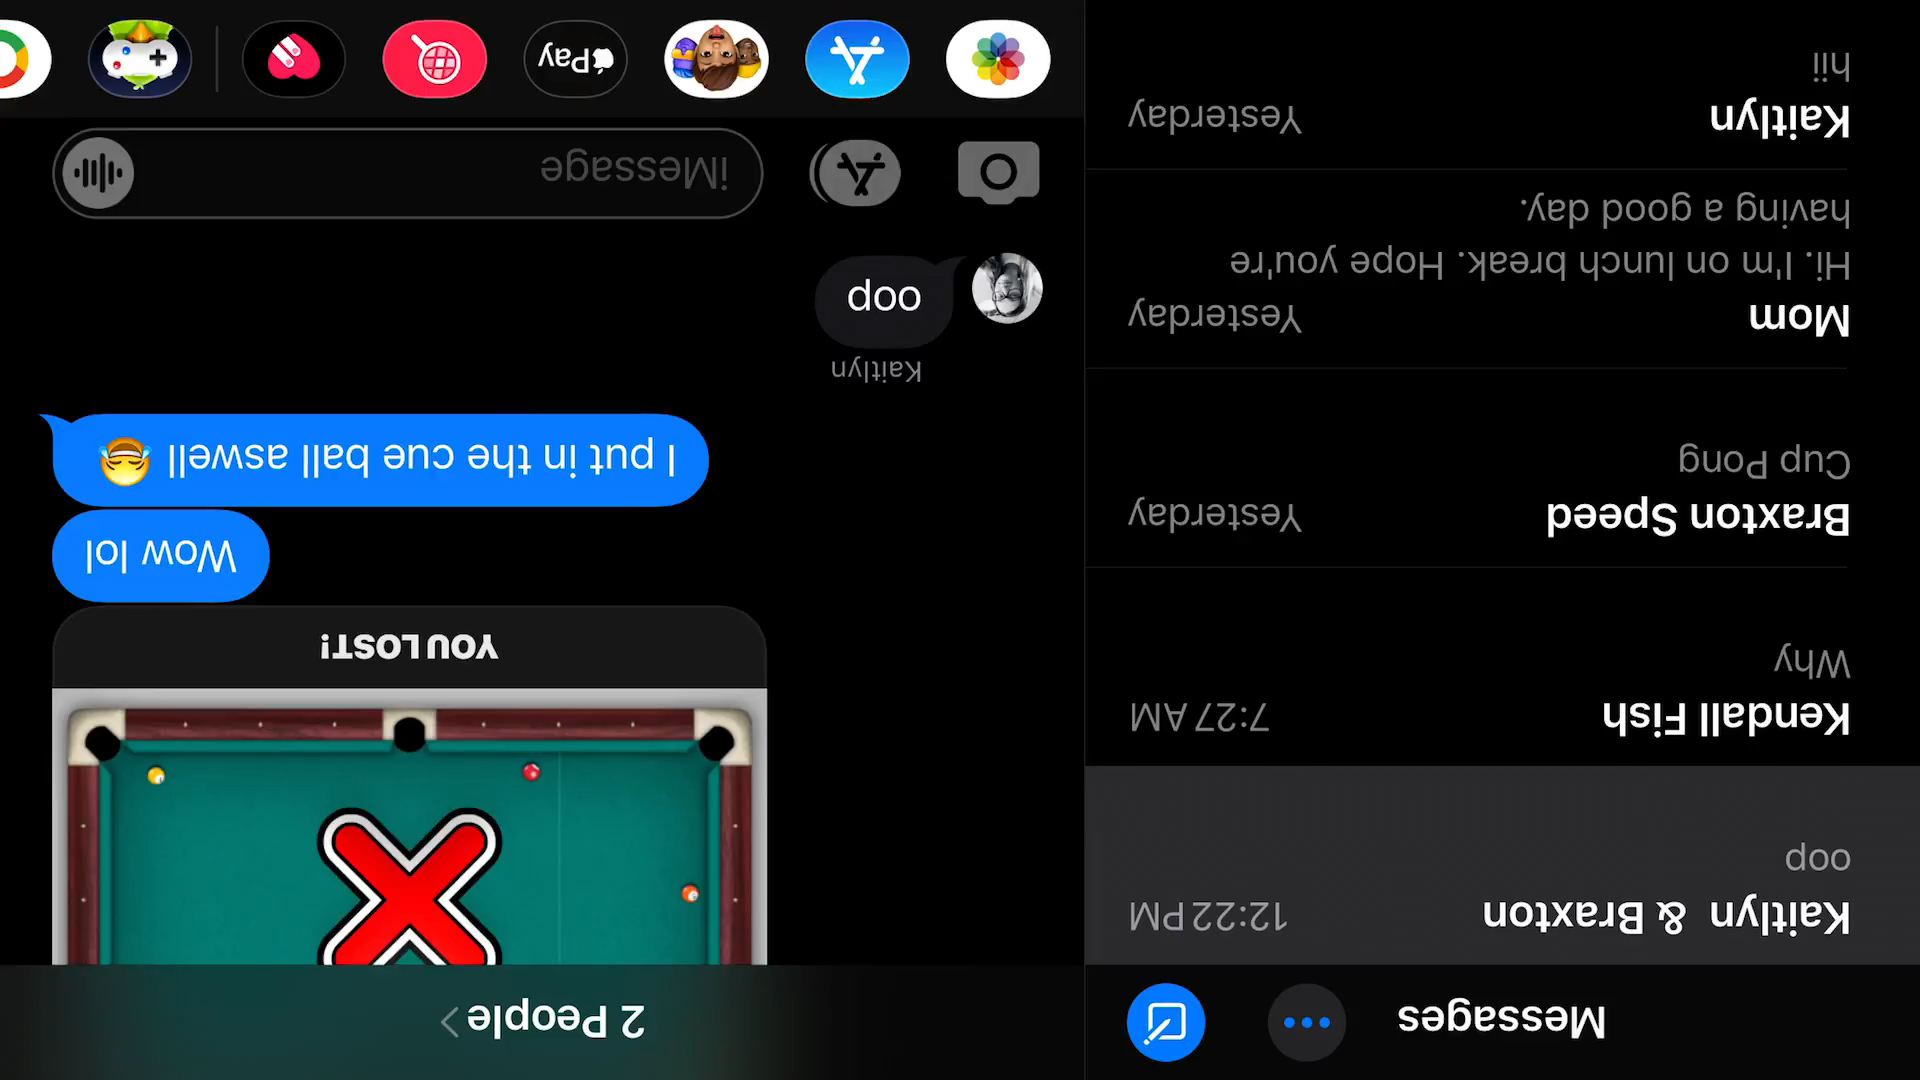 Messages
Kaitlyn & Braxton
12:22 PM
oop
Kendall Fish
7:27 AM
Why
Braxton Speed
Yesterday
Cup Pong
Mom
Yesterday
Hi. I'm on lunch break. Hope you're
having a good day.
Kaitlyn
Yesterday
hii
2 People
YOU LOST!
Wow lol
I put in the cue ball aswell 😂
Kaitlyn
oop
iMessage
Pay